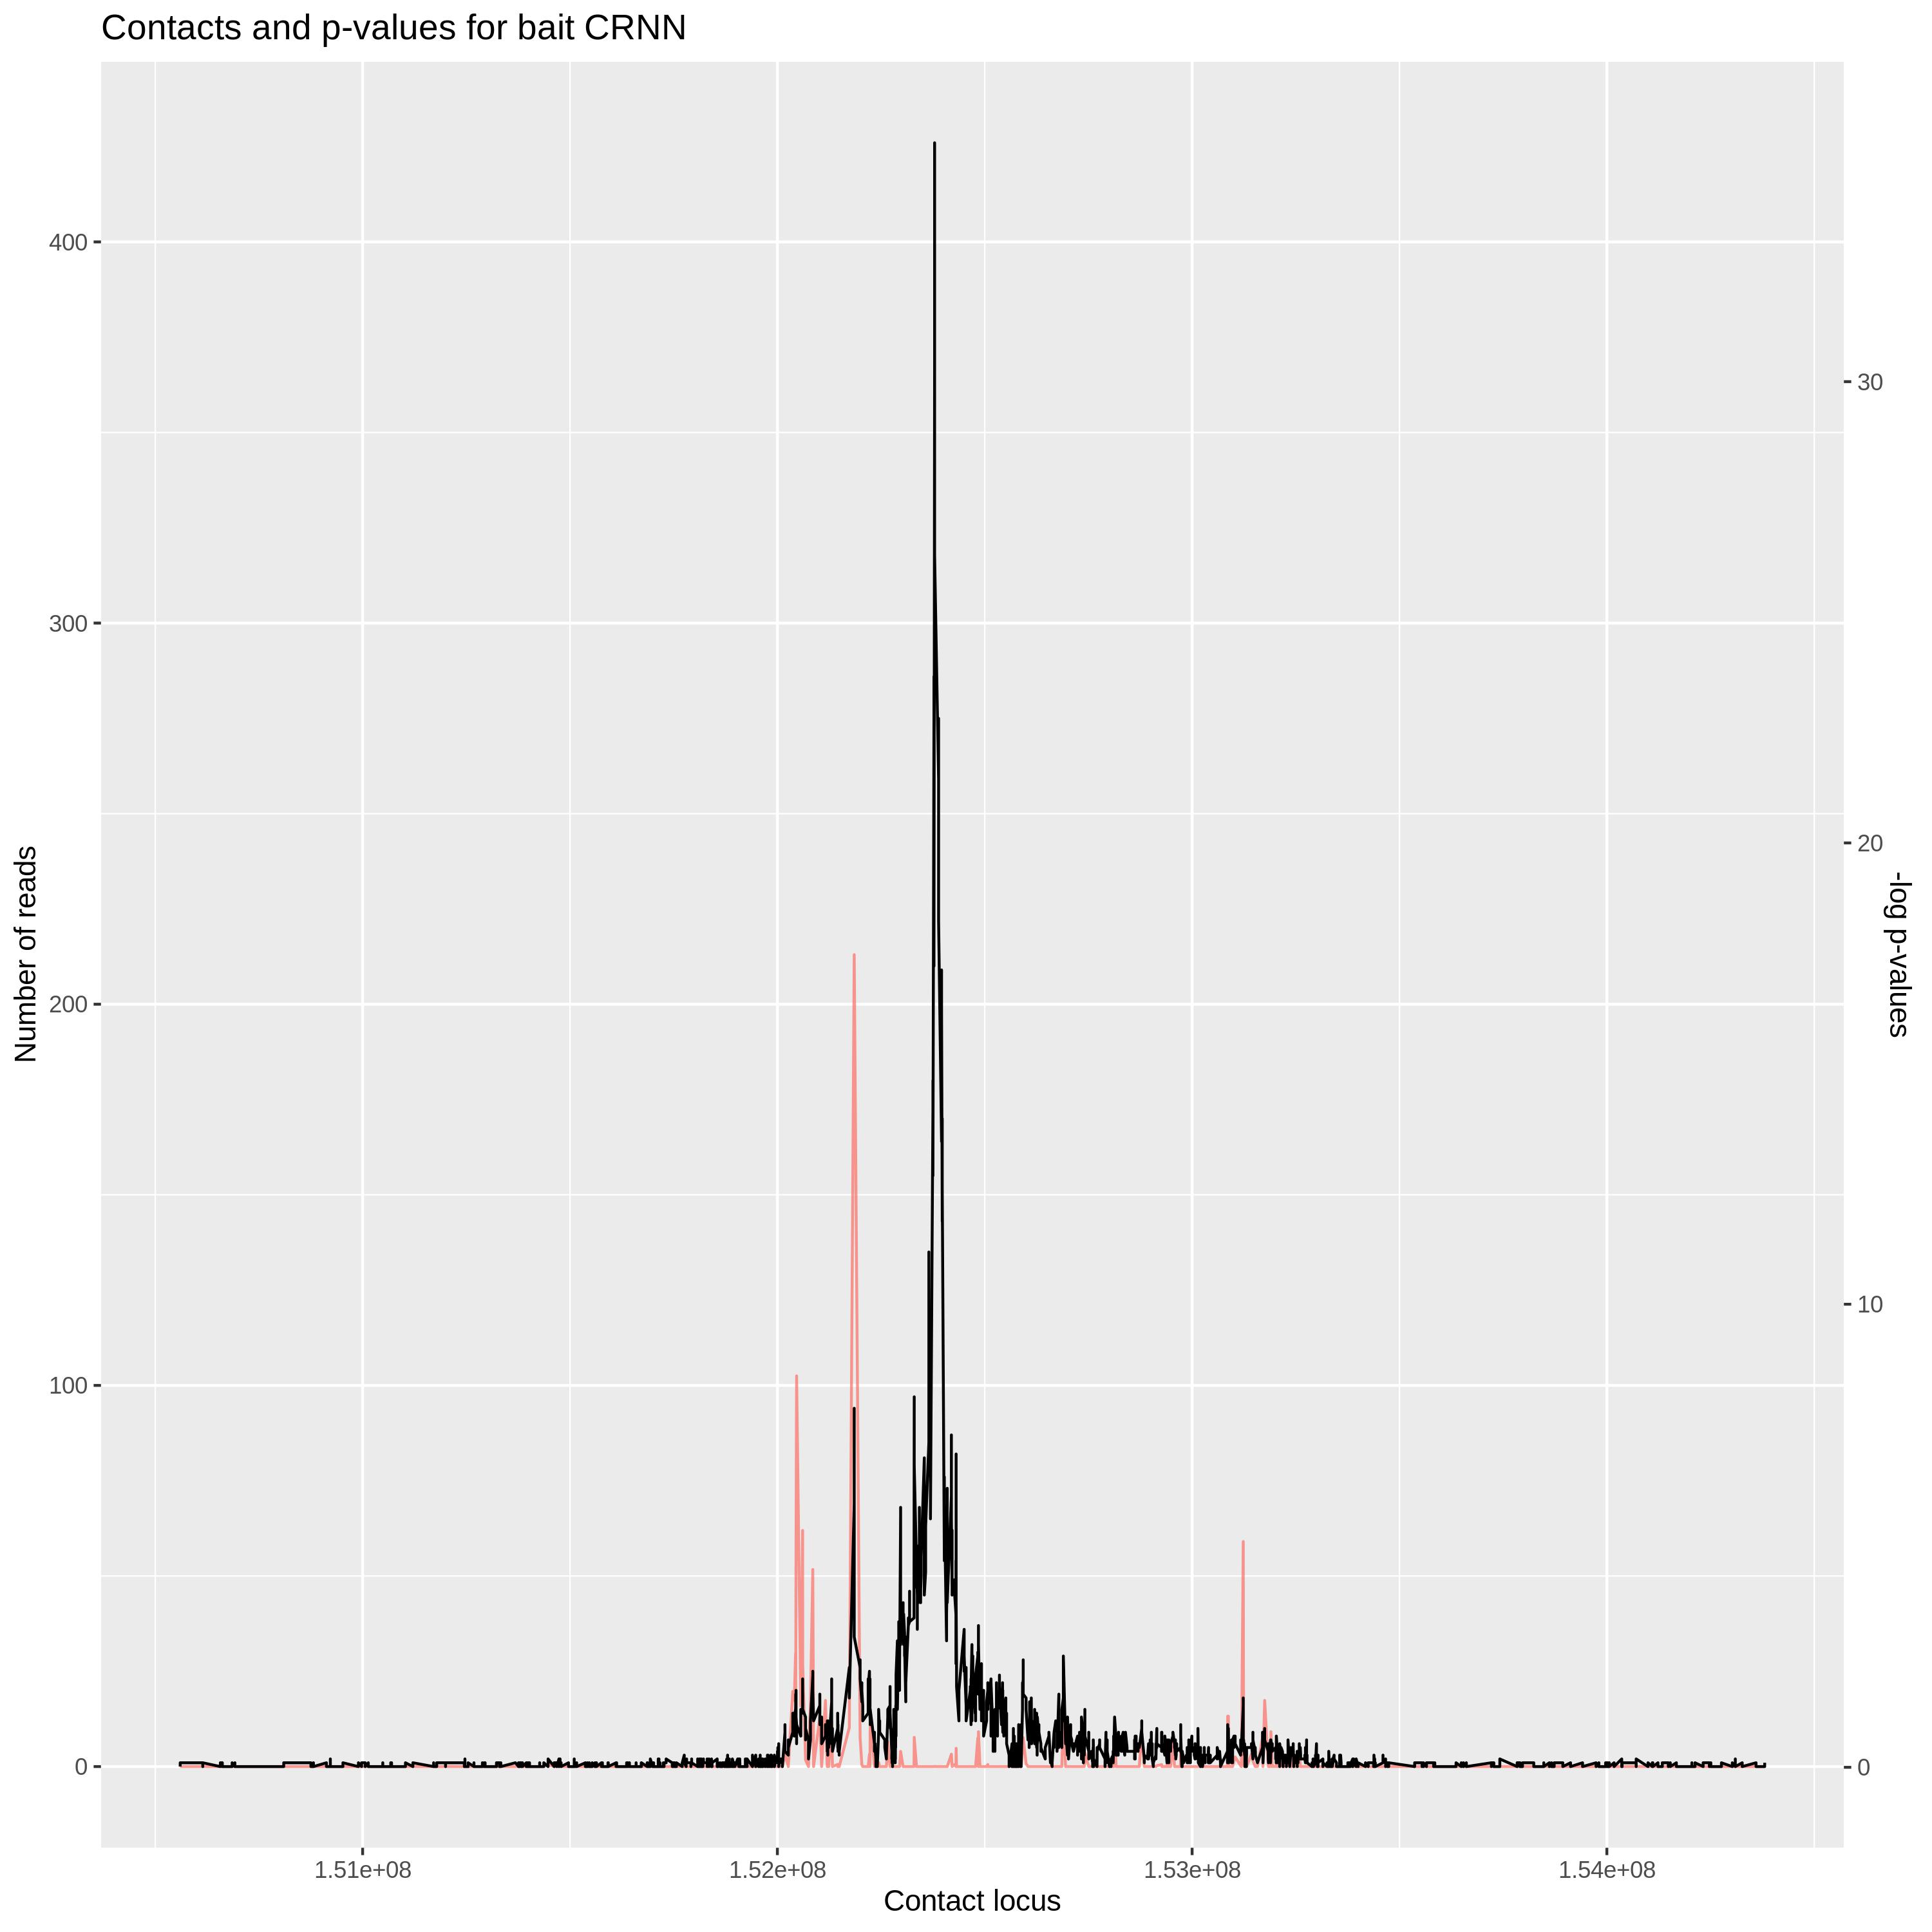 Contacts and p-values for bait CRNN
Number of reads
400
300
200
100
0
30
20
10
0
-log p-values
1.51e+08
1.52e+08
1.53e+08
1.54e+08
Contact locus